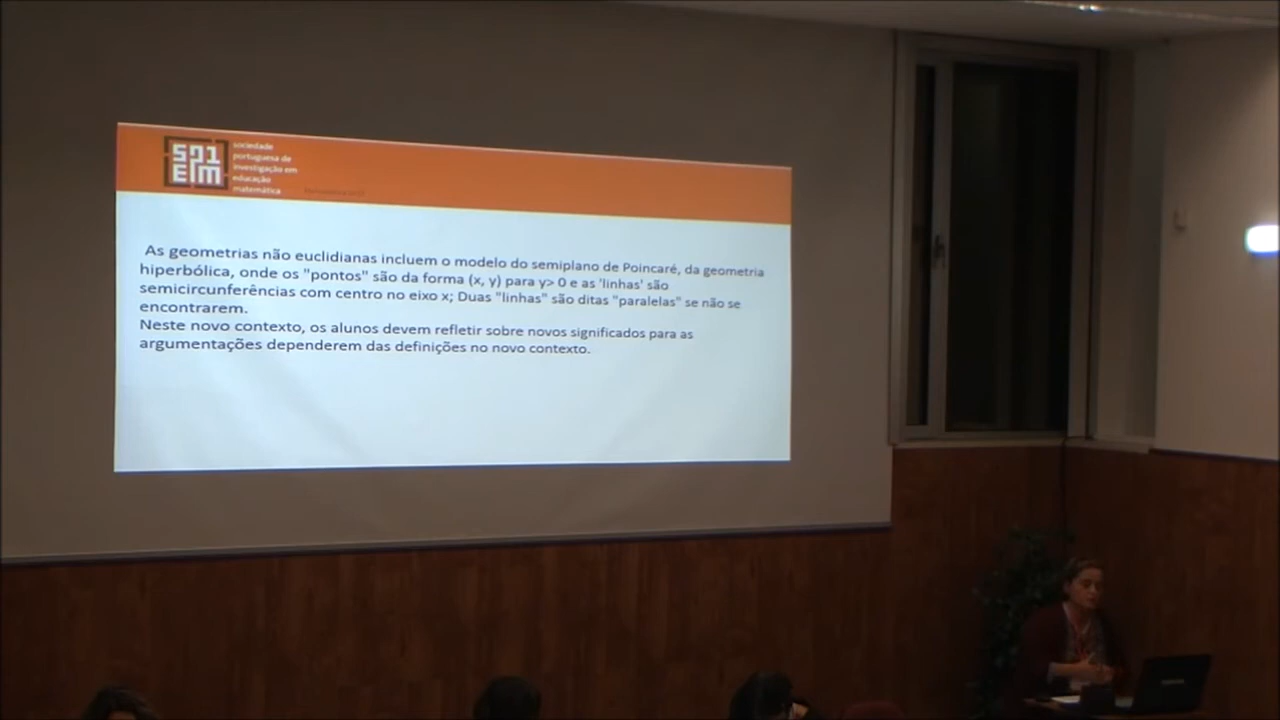 SPI
EM
sociedade
portuguesa de
investigação em
educação
matemática
As geometrias não euclidianas incluem o modelo do semiplano de Poincaré, da geometria
hiperbólica, onde os "pontos" são da forma (x, y) para y> 0 e as 'linhas' são
semicircunferências com centro no eixo x; Duas "linhas" são ditas "paralelas" se não se
encontrarem.
Neste novo contexto, os alunos devem refletir sobre novos significados para as
argumentações dependerem das definições no novo contexto.